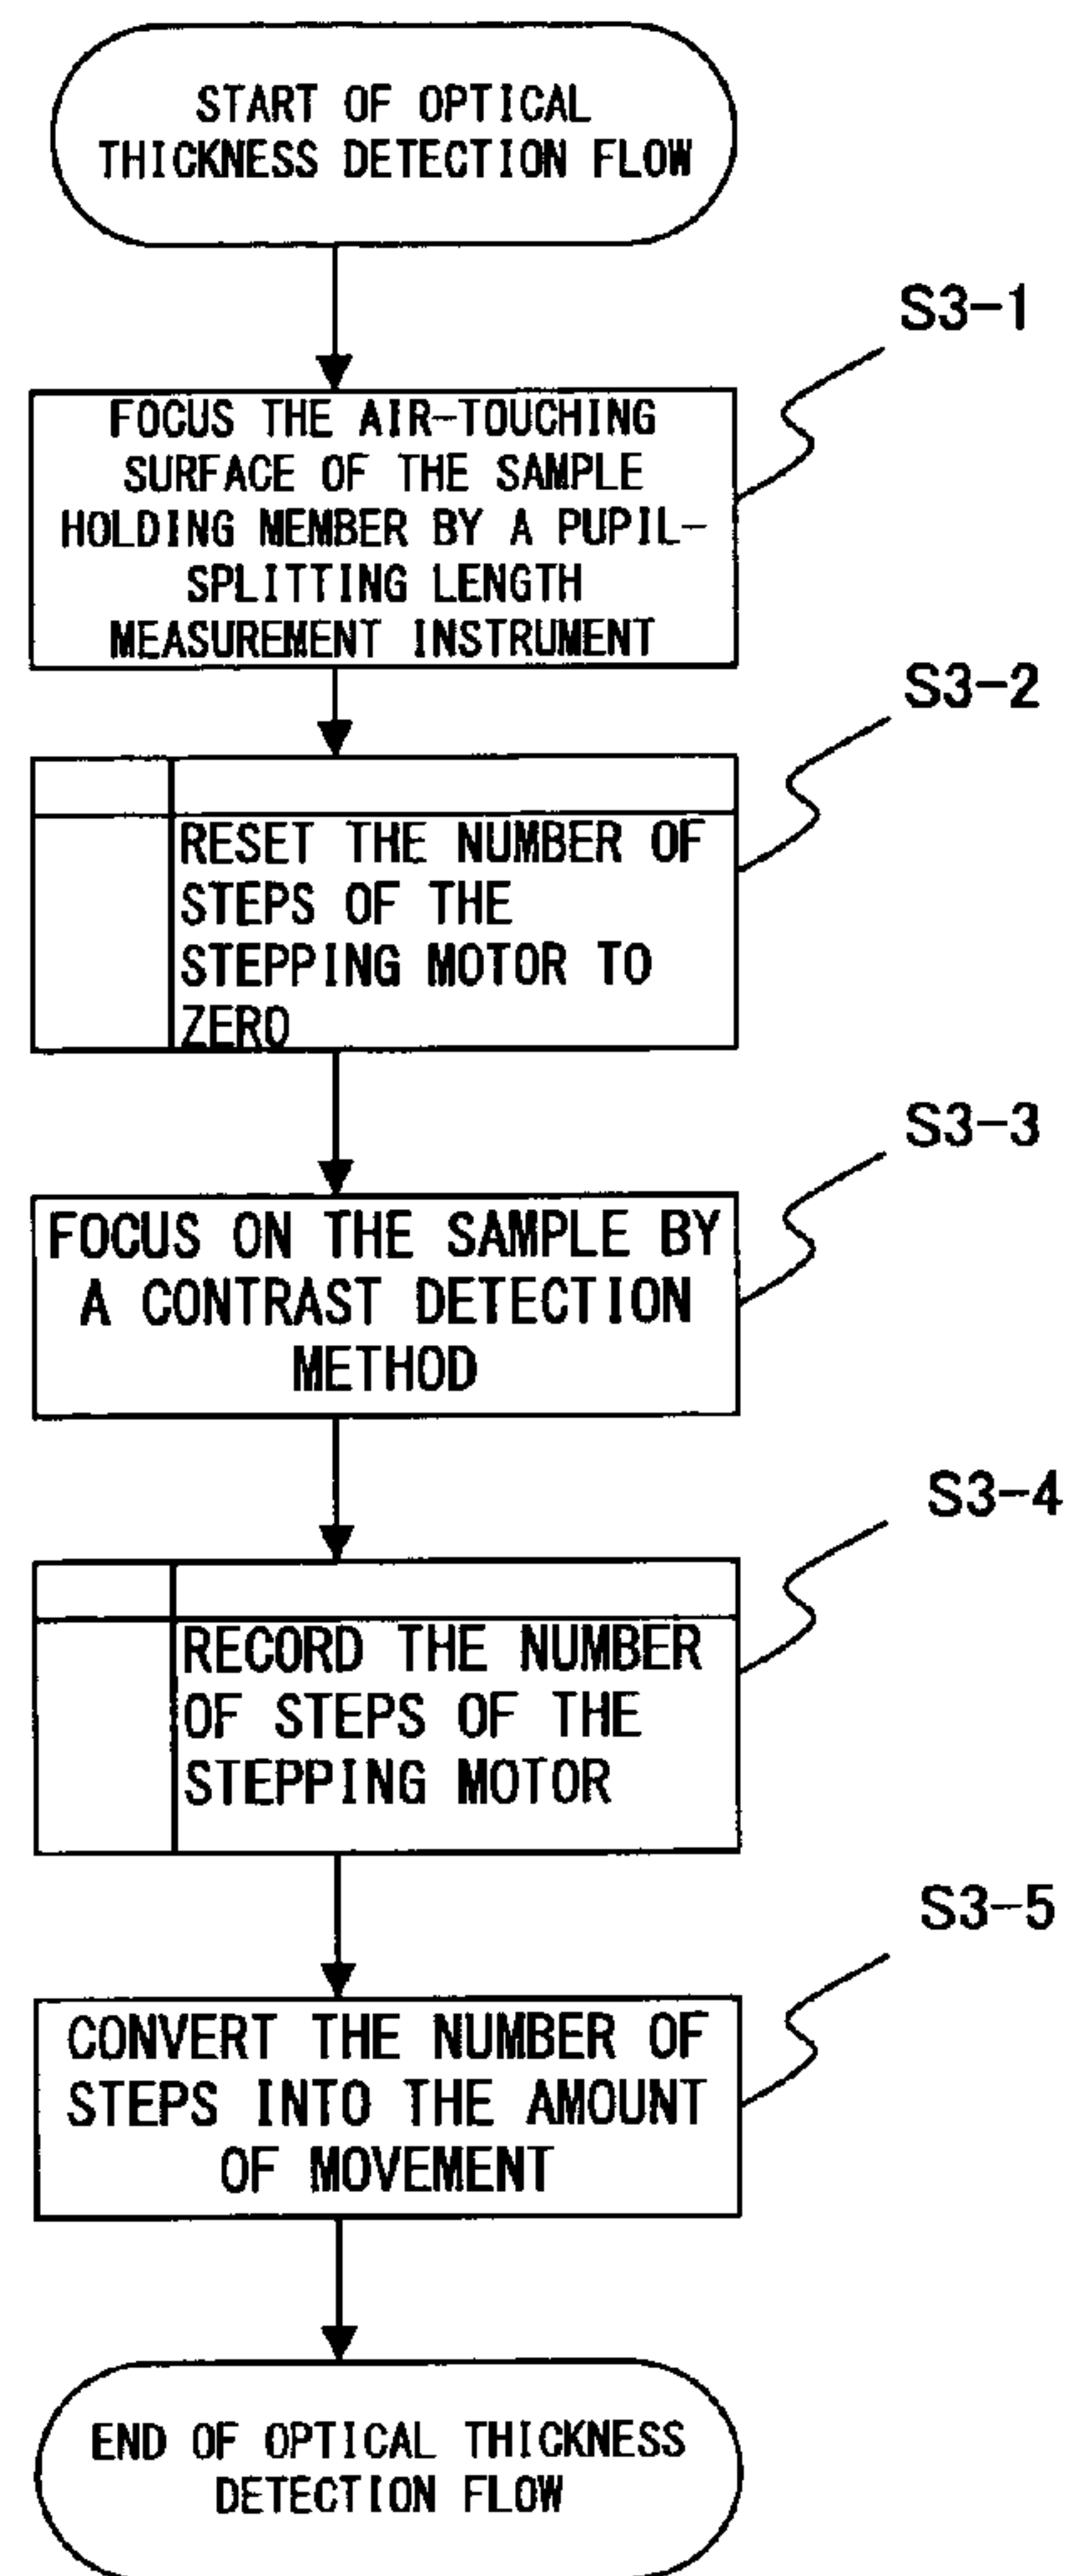 START OF OPTICAL
THICKNESS DETECTION FLOW
S3-1
FOCUS THE AIR-TOUCHING
SURFACE OF THE SAMPLE
HOLDING MEMBER BY A PUPIL-
SPLITTING LENGTH
MEASUREMENT INSTRUMENT
S3-2
RESET THE NUMBER OF
STEPS OF THE
STEPPING MOTOR TO
ZERO
S3-3
FOCUS ON THE SAMPLE BY
A CONTRAST DETECTION
METHOD
S3-4
RECORD THE NUMBER
OF STEPS OF THE
STEPPING MOTOR
S3-5
CONVERT THE NUMBER OF
STEPS INTO THE AMOUNT
OF MOVEMENT
END OF OPTICAL THICKNESS
DETECTION FLOW